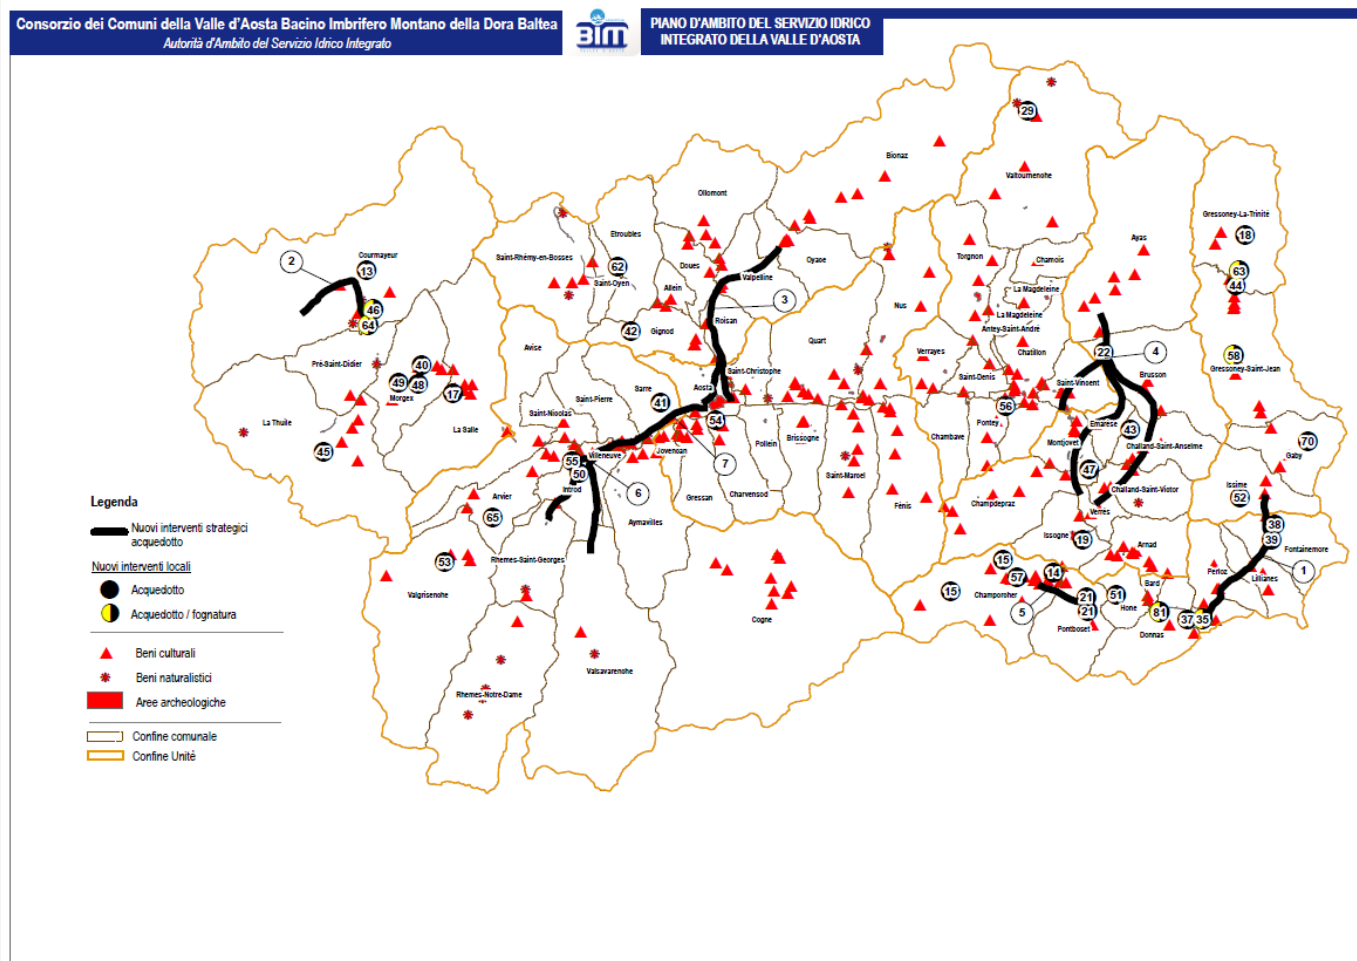 Consorzio dei Comuni della Valle d'Aosta Bacino Imbrifero Montano della Dora Baltea
Autorità d'Ambito del Servizio Idrico Integrato
BIM
PIANO D'AMBITO DEL SERVIZIO IDRICO
INTEGRATO DELLA VALLE D'AOSTA
29
Bionaz
Valtournenche
Ollomont
Gressoney-La-Trinité
18
Etroubles
Courmayeur
2
13
Saint-Rhémy-en-Bosses
62
Saint-Oyen
Doues
Valpelline
Oyace
Torgnon
Chamois
Ayas
63
44
Allein
La Magdeleine
46
64
3
Nus
La Magdeleine
42
Gignod
Roisan
Antey-Saint-André
Avise
Quart
Verrayes
Chatillon
22
4
58
Pré-Saint-Didier
40
49
48
Morgex
17
Saint-Christophe
Saint-Denis
Brusson
Gressoney-Saint-Jean
Sarre
Aosta
Saint-Vincent
Saint-Pierre
41
56
La Thuile
La Salle
Saint-Nicolas
54
Pontey
Emarese
43
45
Villeneuve
Jovencan
Pollein
Brissogne
Chambave
Montjovet
Challand-Saint-Anselme
70
Gaby
55
50
7
Saint-Marcel
47
Introd
6
Gressan
Charvensod
Champdepraz
Challand-Saint-Victor
Issime
52
Legenda
Arvier
65
Aymavilles
Fénis
Verres
38
Nuovi interventi strategici
acquedotto
Issogne
19
39
Fontainemore
Nuovi interventi locali
53
Rhemes-Saint-Georges
15
Arnad
1
Acquedotto
Valgrisenche
57
14
Perloz
Lillianes
15
Champorcher
Bard
Acquedotto / fognatura
5
21
21
51
Hone
81
37
35
Cogne
Pontboset
Donnas
Beni culturali
Valsavarenche
Beni naturalistici
Rhemes-Notre-Dame
Aree archeologiche
Confine comunale
Confine Unité